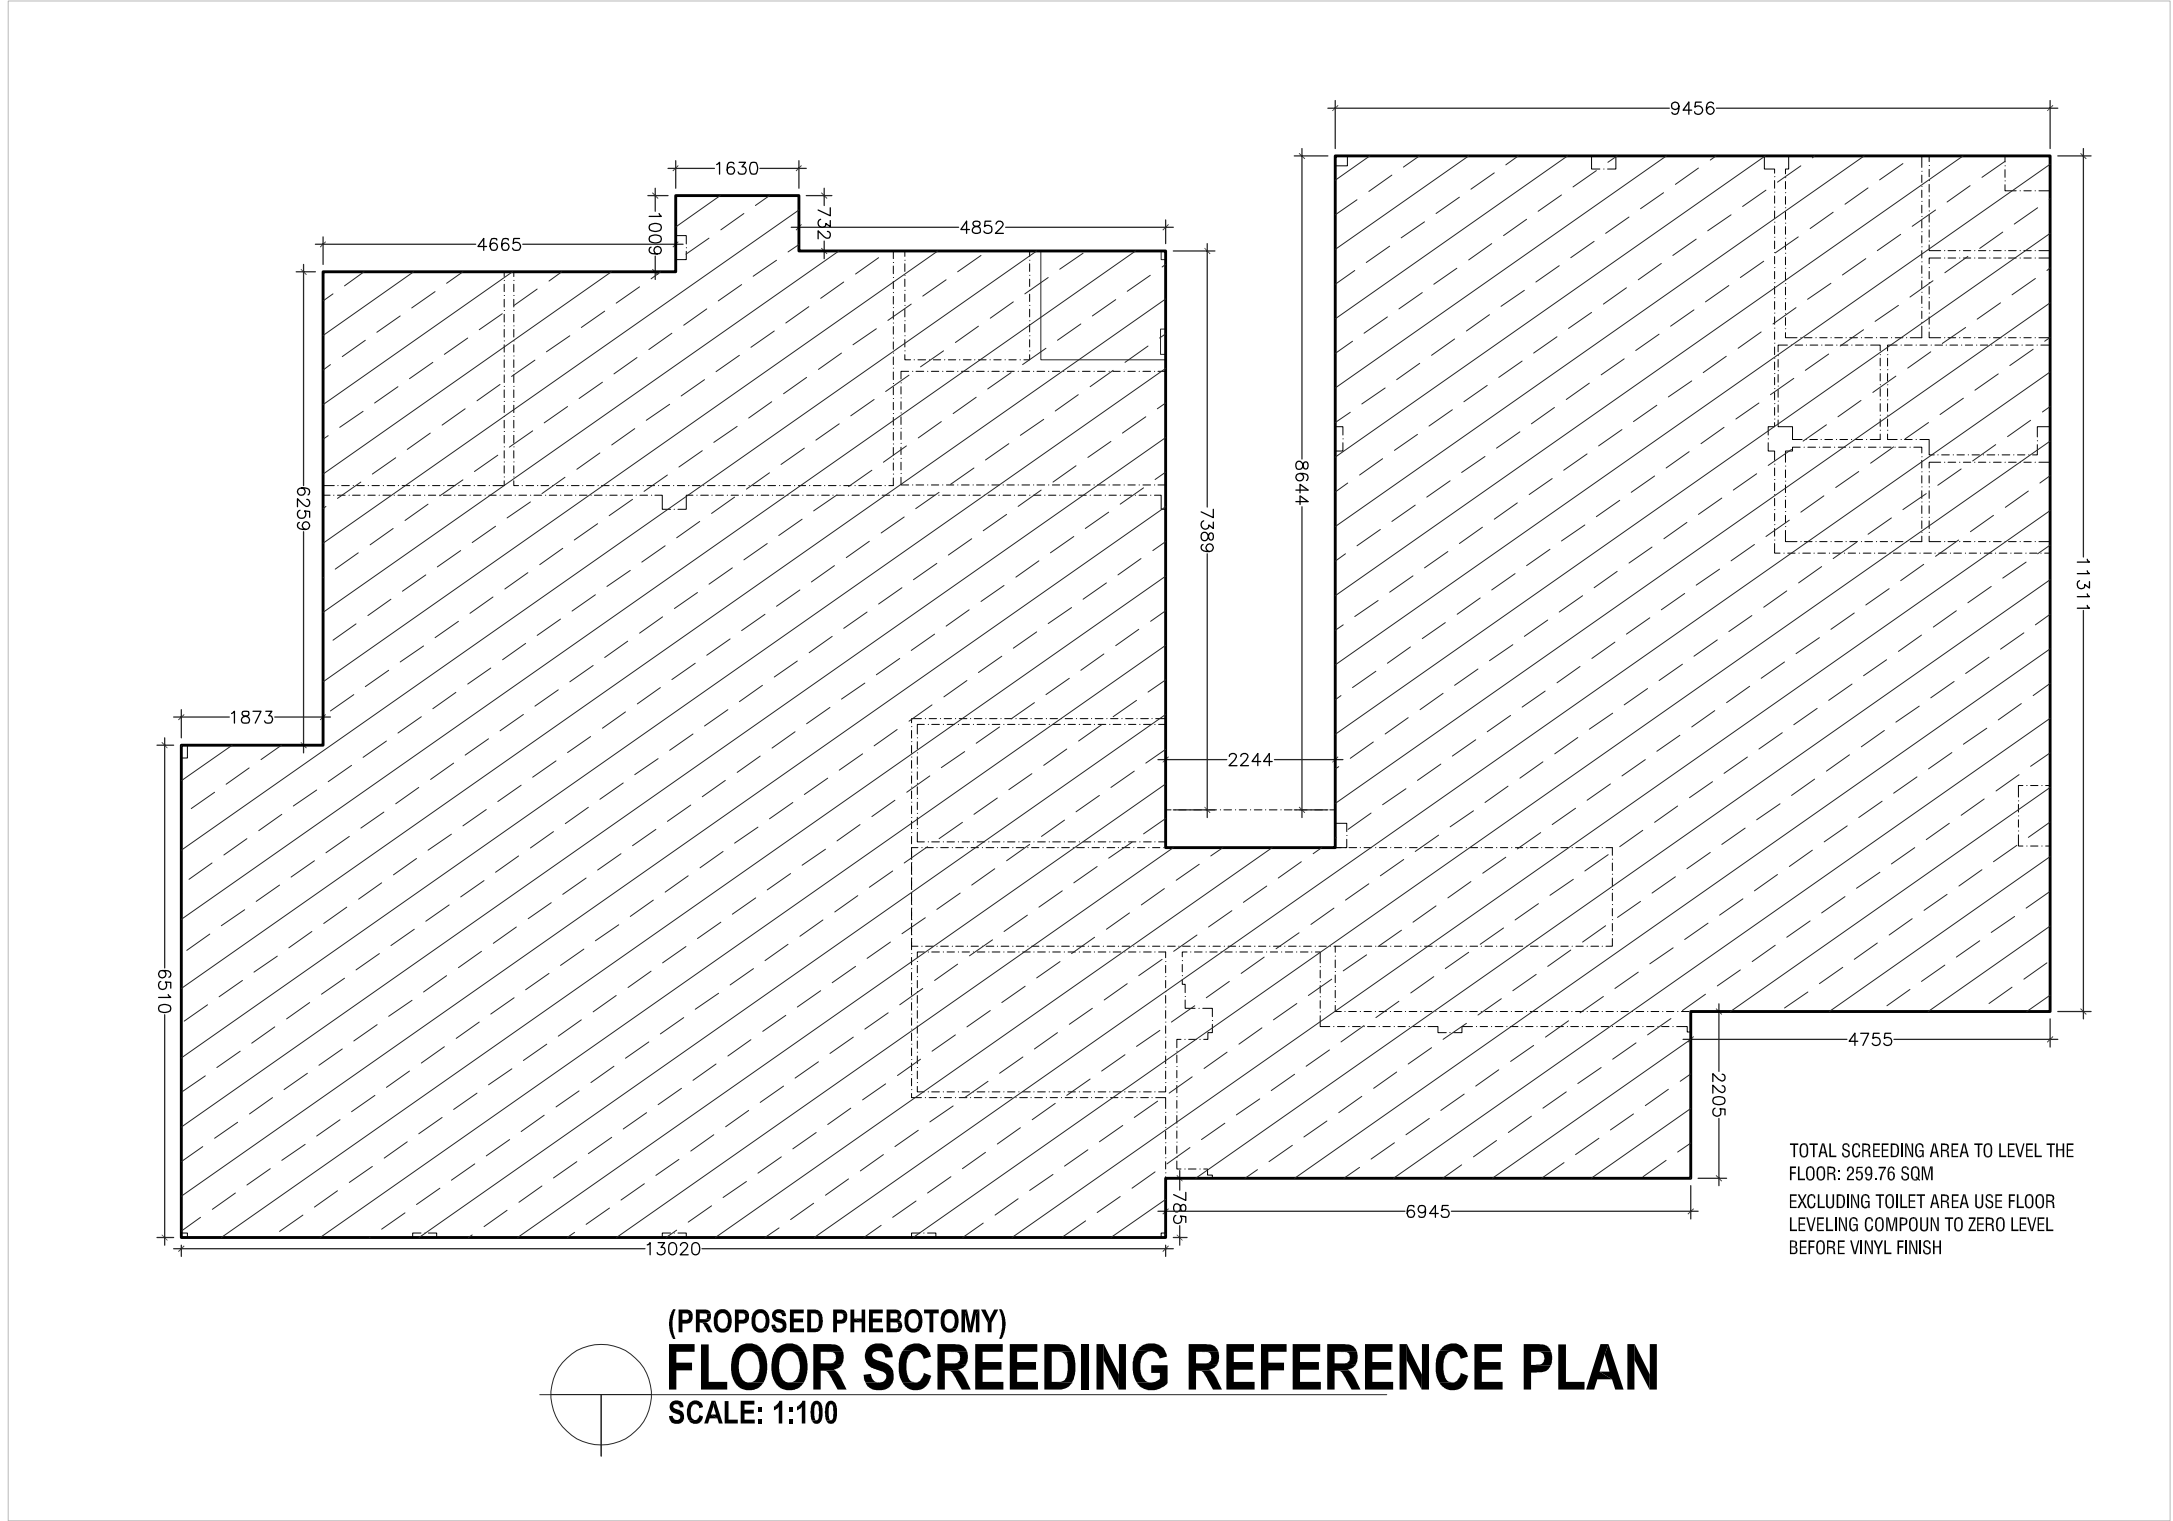 9456
1630
1009
732
4852
4665
8644
7389
6259
11311
1873
2244
6510
4755
2205
785
6945
13020
TOTAL SCREEDING AREA TO LEVEL THE
FLOOR: 259.76 SQM
EXCLUDING TOILET AREA USE FLOOR
LEVELING COMPOUN TO ZERO LEVEL
BEFORE VINYL FINISH
(PROPOSED PHEBOTOMY)
FLOOR SCREEDING REFERENCE PLAN
SCALE: 1:100